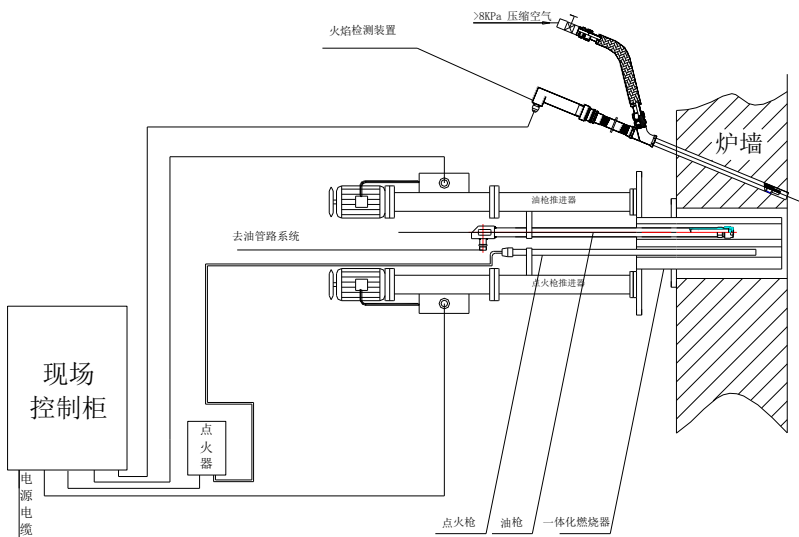 >8KPa 压缩空气
火焰检测装置
炉墙
油枪推进器
去油管路系统
点火枪推进器
现场
控制柜
点火器
电源电缆
点火枪
油枪
一体化燃烧器